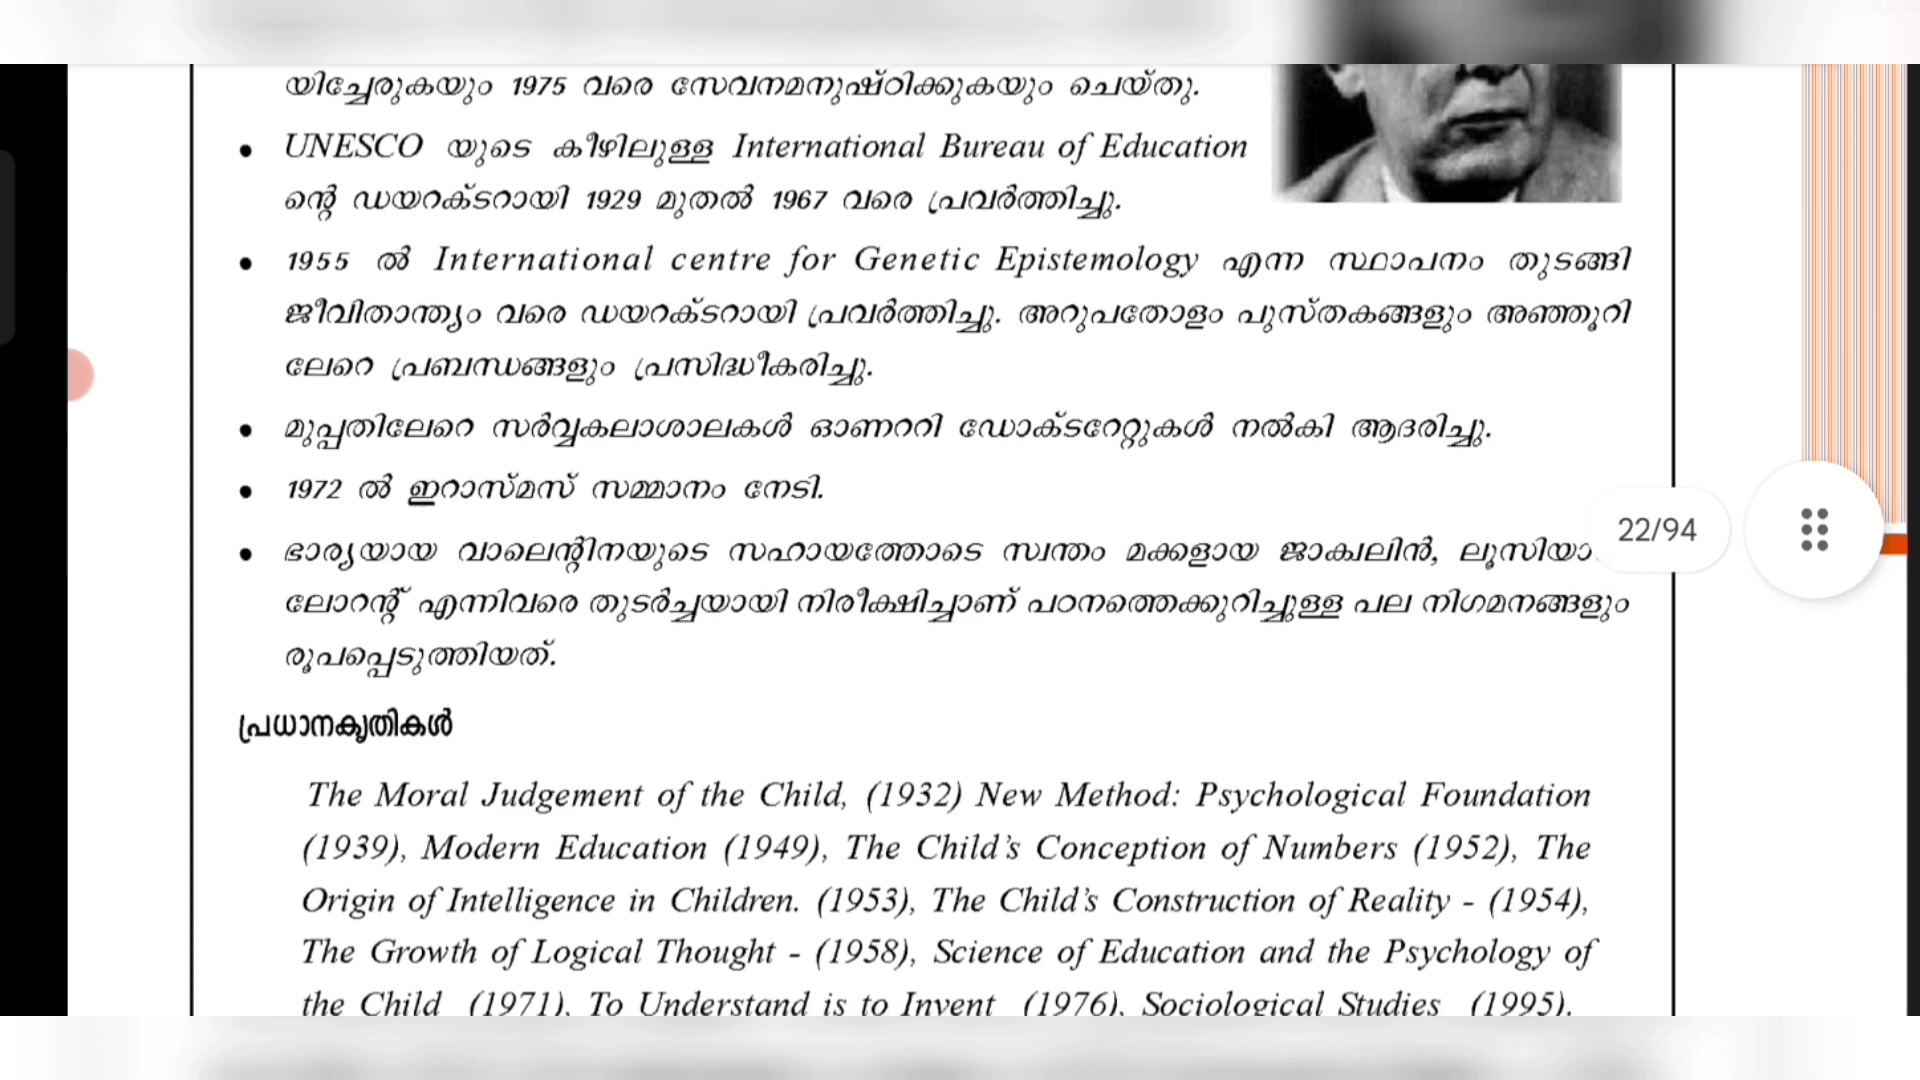 യിച്ചേരുകയും 1975 വരെ സേവനമനുഷ്ഠിക്കുകയും ചെയ്തു.
• UNESCO യുടെ കീഴിലുള്ള International Bureau of Education
ന്റെ ഡയറക്ടറായി 1929 മുതൽ 1967 വരെ പ്രവർത്തിച്ചു.
• 1955 ൽ International centre for Genetic Epistemology എന്ന സ്ഥാപനം തുടങ്ങി
ജീവിതാന്ത്യം വരെ ഡയറക്ടറായി പ്രവർത്തിച്ചു. അറുപതോളം പുസ്തകങ്ങളും അഞ്ഞൂറി
ലേറെ പ്രബന്ധങ്ങളും പ്രസിദ്ധീകരിച്ചു.
• മുപ്പതിലേറെ സർവ്വകലാശാലകൾ ഓണററി ഡോക്ടറേറ്റുകൾ നൽകി ആദരിച്ചു.
• 1972 ൽ ഇറാസ്മസ് സമ്മാനം നേടി.
22/94
• ഭാര്യയായ വാലെന്റിനയുടെ സഹായത്തോടെ സ്വന്തം മക്കളായ ജാക്വലിൻ, ലൂസിയാ
ലോറന്റ് എന്നിവരെ തുടർച്ചയായി നിരീക്ഷിച്ചാണ് പഠനത്തെക്കുറിച്ചുള്ള പല നിഗമനങ്ങളും
രൂപപ്പെടുത്തിയത്.
പ്രധാനകൃതികൾ
The Moral Judgement of the Child, (1932) New Method: Psychological Foundation
(1939), Modern Education (1949), The Child's Conception of Numbers (1952), The
Origin of Intelligence in Children. (1953), The Child's Construction of Reality - (1954),
The Growth of Logical Thought - (1958), Science of Education and the Psychology of
the Child (1971), To Understand is to Invent (1976), Sociological Studies (1995).